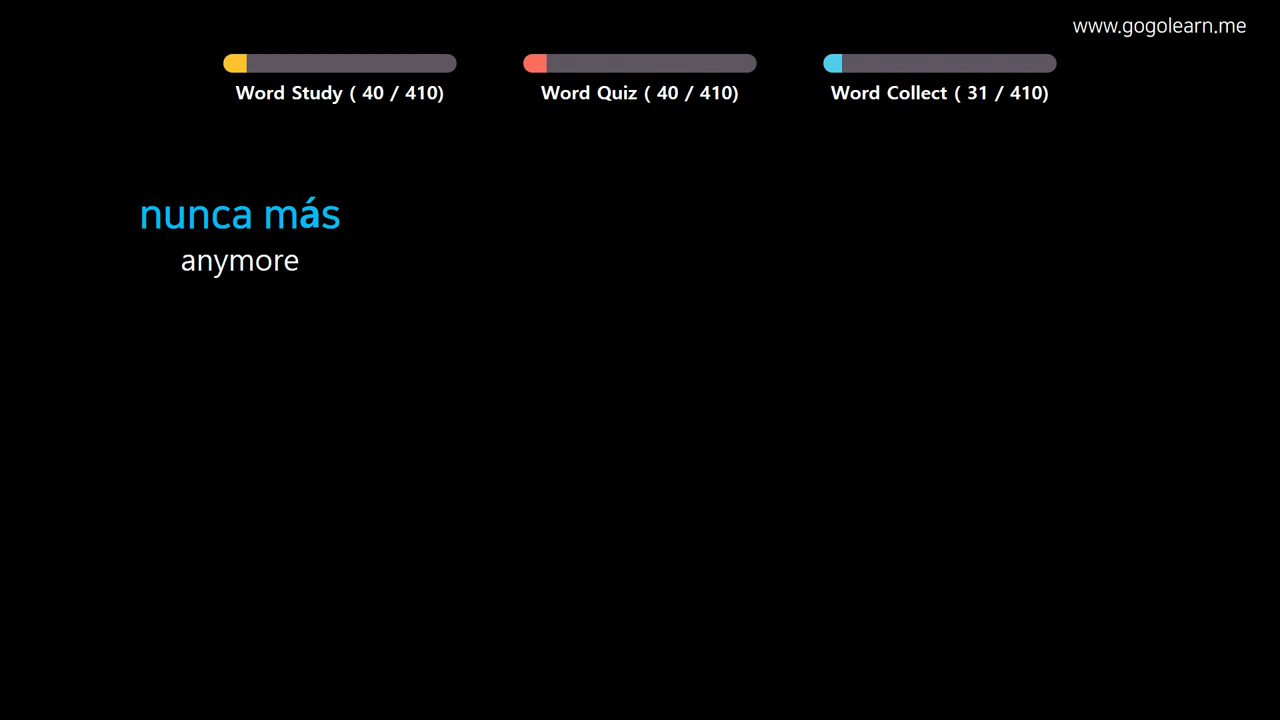 www.gogolearn.me
Word Study ( 40 / 410)
Word Quiz ( 40 / 410)
Word Collect ( 31 / 410)
nunca más
anymore